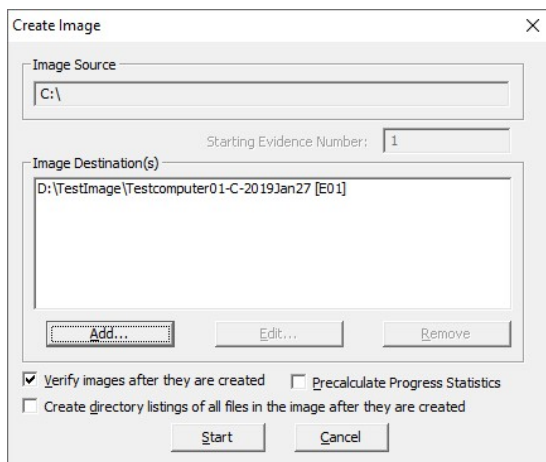 Create Image
Image Source
C:\
Starting Evidence Number: 1
Image Destination(s)
D:\TestImage\Testcomputer01-C-2019Jan27 [E01]
Add... Edit... Remove
Verify images after they are created Precalculate Progress Statistics
Create directory listings of all files in the image after they are created
Start Cancel